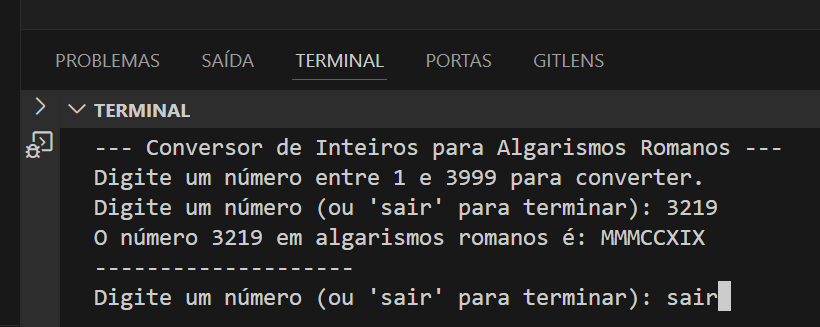 PROBLEMAS SAÍDA TERMINAL PORTAS GITLENS
TERMINAL
--- Conversor de Inteiros para Algarismos Romanos ---
Digite um número entre 1 e 3999 para converter.
Digite um número (ou 'sair' para terminar): 3219
O número 3219 em algarismos romanos é: MMMCCXIX
--------------------
Digite um número (ou 'sair' para terminar): sair